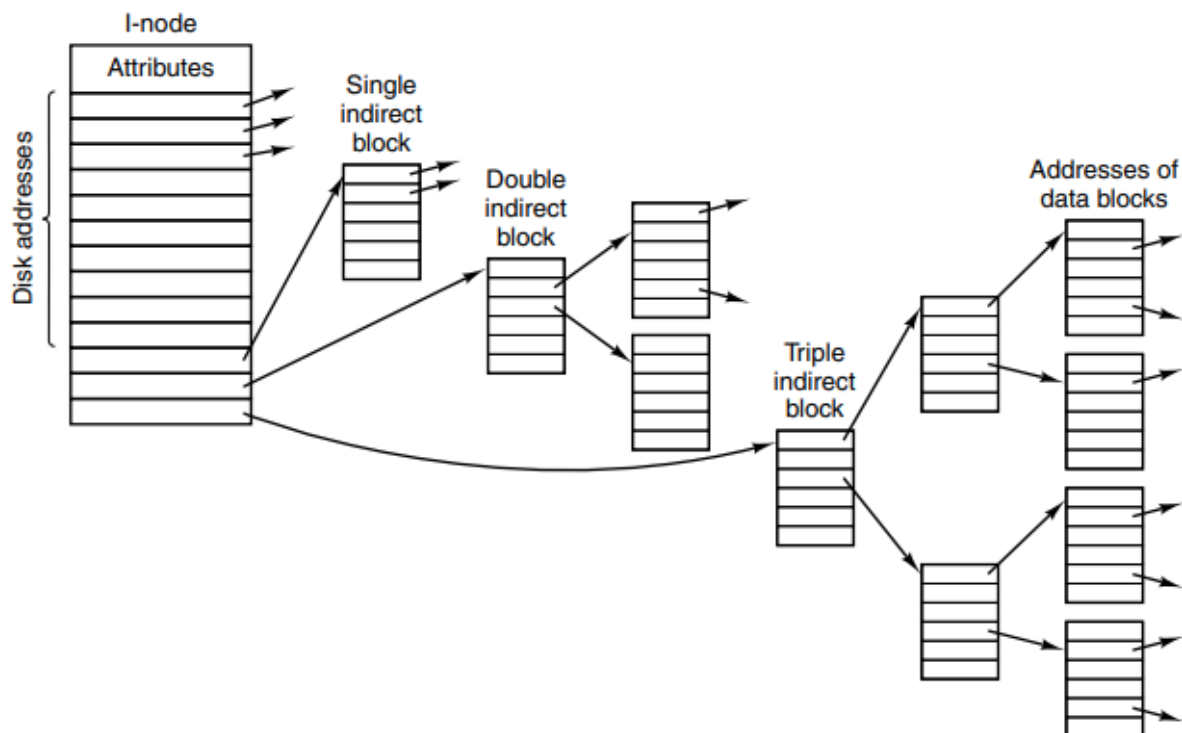 I-node
Attributes
Disk addresses
Single
indirect
block
Double
indirect
block
Triple
indirect
block
Addresses of
data blocks